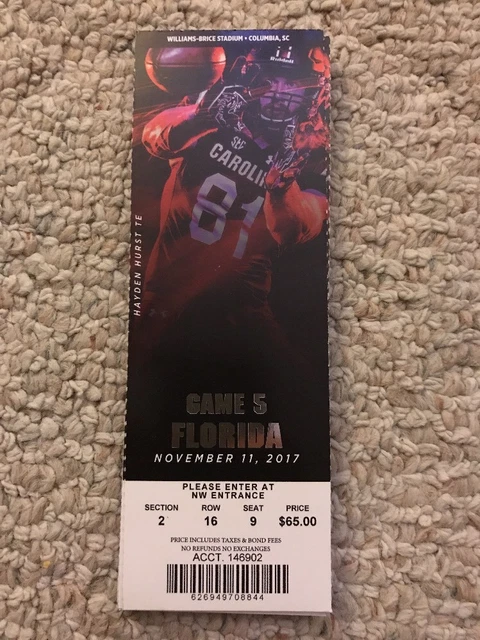 WILLIAMS-BRICE STADIUM • COLUMBIA, SC
Riddell
SEC
CAROLIN
81
HAYDEN HURST TE
GAME 5
FLORIDA
NOVEMBER 11, 2017
PLEASE ENTER AT
NW ENTRANCE
SECTION ROW SEAT PRICE
2 16 9 $65.00
PRICE INCLUDES TAXES & BOND FEES
NO REFUNDS NO EXCHANGES
ACCT. 146902
626949708844